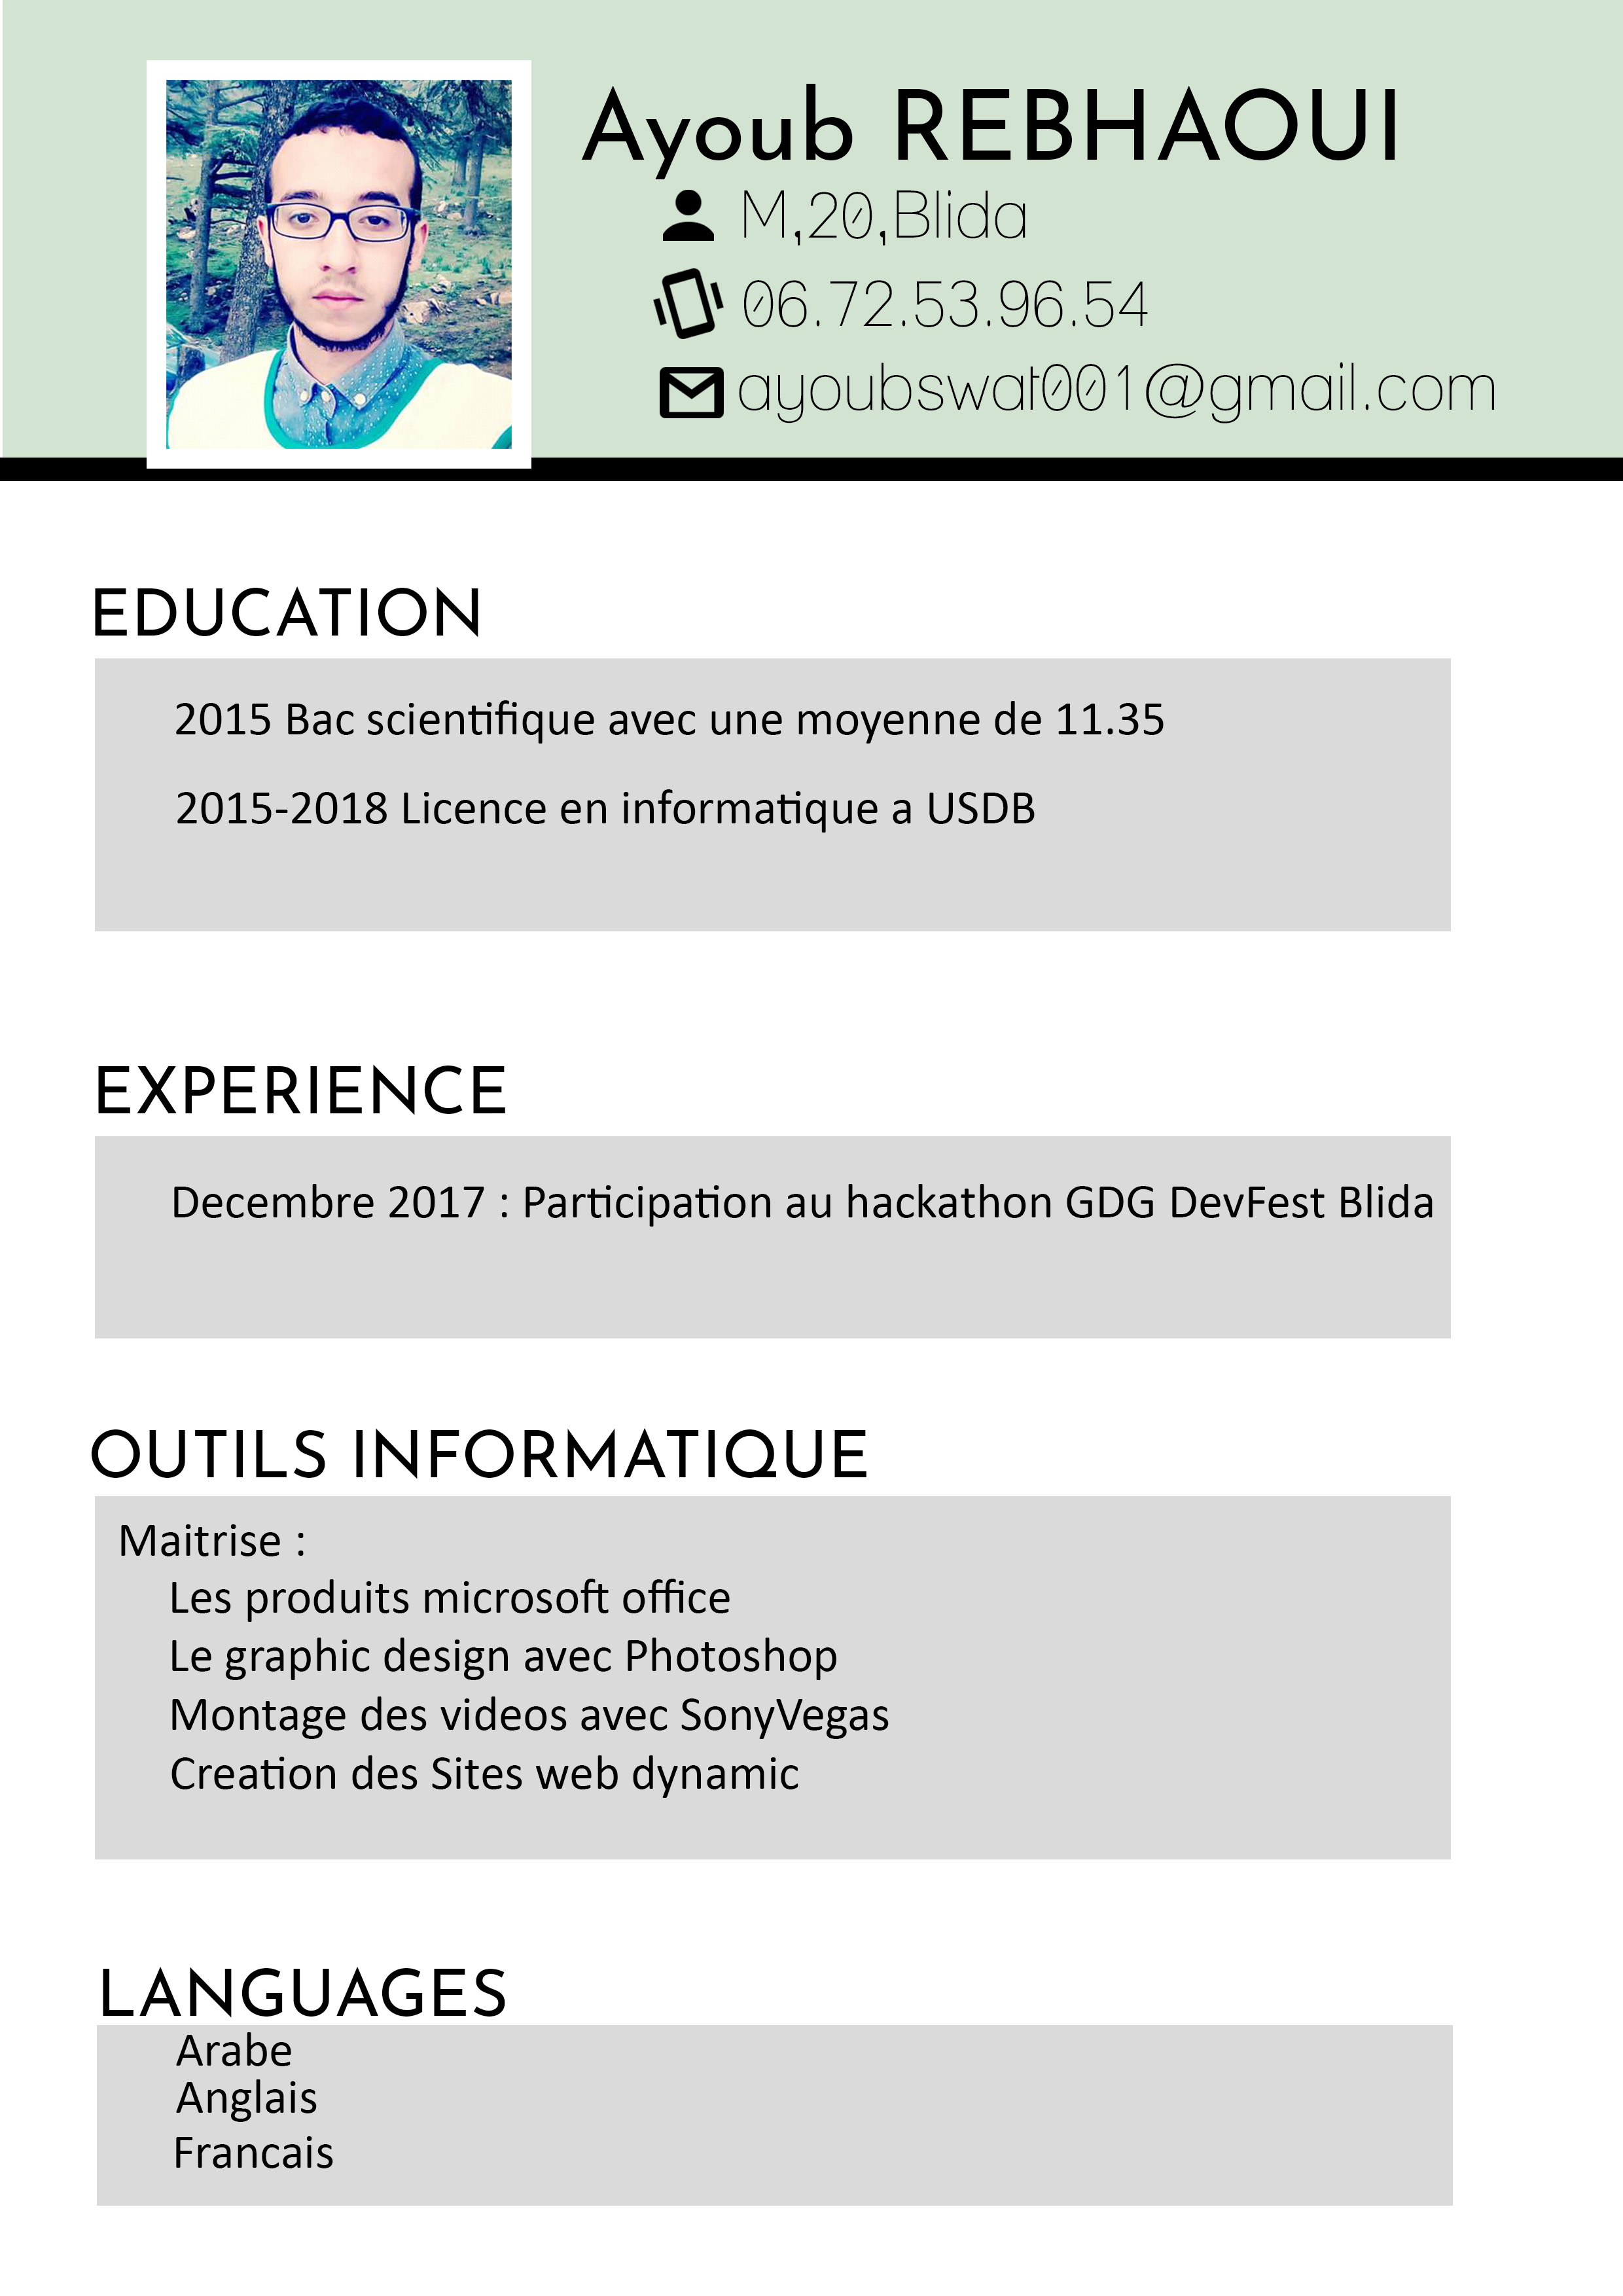 Ayoub REBHAOUI
M,20,Blida
06.72.53.96.54
ayoubswat001@gmail.com
EDUCATION
2015 Bac scientifique avec une moyenne de 11.35
2015-2018 Licence en informatique a USDB
EXPERIENCE
Decembre 2017 : Participation au hackathon GDG DevFest Blida
OUTILS INFORMATIQUE
Maitrise :
Les produits microsoft office
Le graphic design avec Photoshop
Montage des videos avec SonyVegas
Creation des Sites web dynamic
LANGUAGES
Arabe
Anglais
Francais